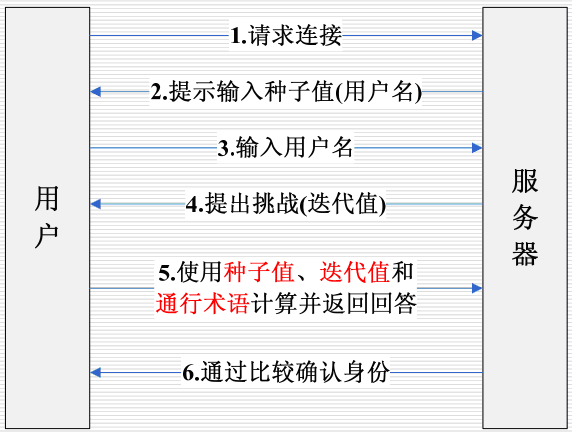 1.请求连接
2.提示输入种子值(用户名)
3.输入用户名
4.提出挑战(迭代值)
用户
服务器
5.使用种子值、迭代值和
通行术语计算并返回回答
6.通过比较确认身份